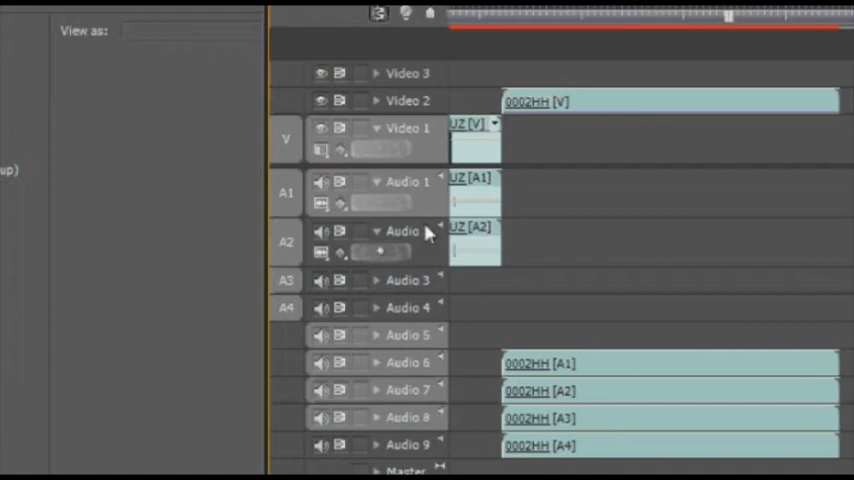 View as:
Video 3
Video 2
0002HH [V]
V
Video 1
UZ [V]
A1
Audio 1
UZ [A1]
A2
Audio
UZ [A2]
up)
A3
Audio 3
A4
Audio 4
Audio 5
Audio 6
0002HH [A1]
Audio 7
0002HH [A2]
Audio 8
0002HH [A3]
Audio 9
0002HH [A4]
Master